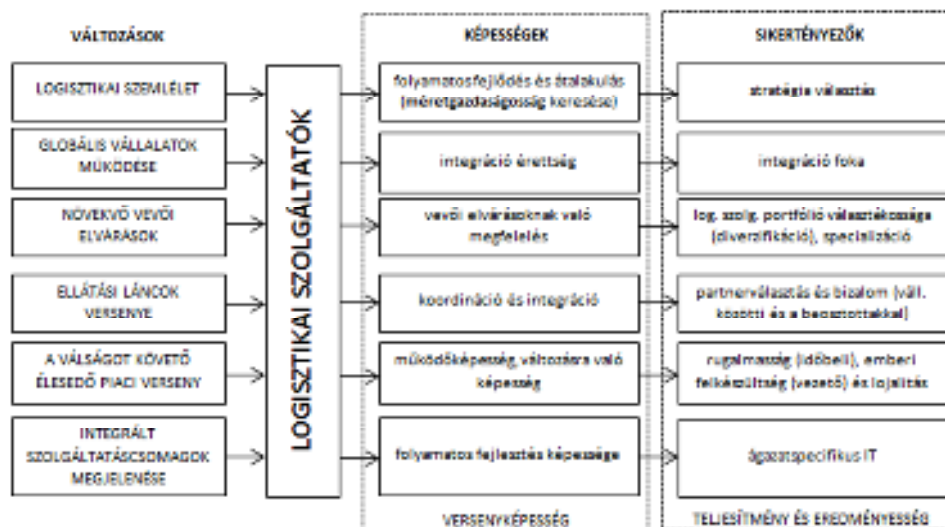 VÁLTOZÁSOK
KÉPESSÉGEK
SIKERTÉNYEZŐK
LOGISZTIKAI SZEMLÉLET
GLOBÁLIS VÁLLALATOK
MŰKÖDÉSE
NÖVEKVŐ VEVŐI
ELVÁRÁSOK
ELLÁTÁSI LÁNCOK
VERSENYE
A VÁLSÁGOT KÖVETŐ
ÉLESEDŐ PIACI VERSENY
INTEGRÁLT
SZOLGÁLTATÁSCSOMAGOK
MEGJELENÉSE
LOGISZTIKAI SZOLGÁLTATÓK
folyamatosfejlődés és átalakulás
(méretgazdaságosság keresése)
integráció érettség
vevői elvárásoknak való
megfelelés
koordináció és integráció
működőképesség, változásra való
képesség
folyamatos fejlesztés képessége
VERSENYKÉPESSÉG
stratégia választás
integráció foka
log. szolg. portfólió választékossága
(diverzifikáció), specializáció
partnerválasztás és bizalom (váll.
közötti és a beosztottakkal)
rugalmasság (időbeli), emberi
felkészültség (vezető) és lojalitás
ágazatspecifikus IT
TELJESÍTMÉNY ÉS EREDMÉNYESSÉG